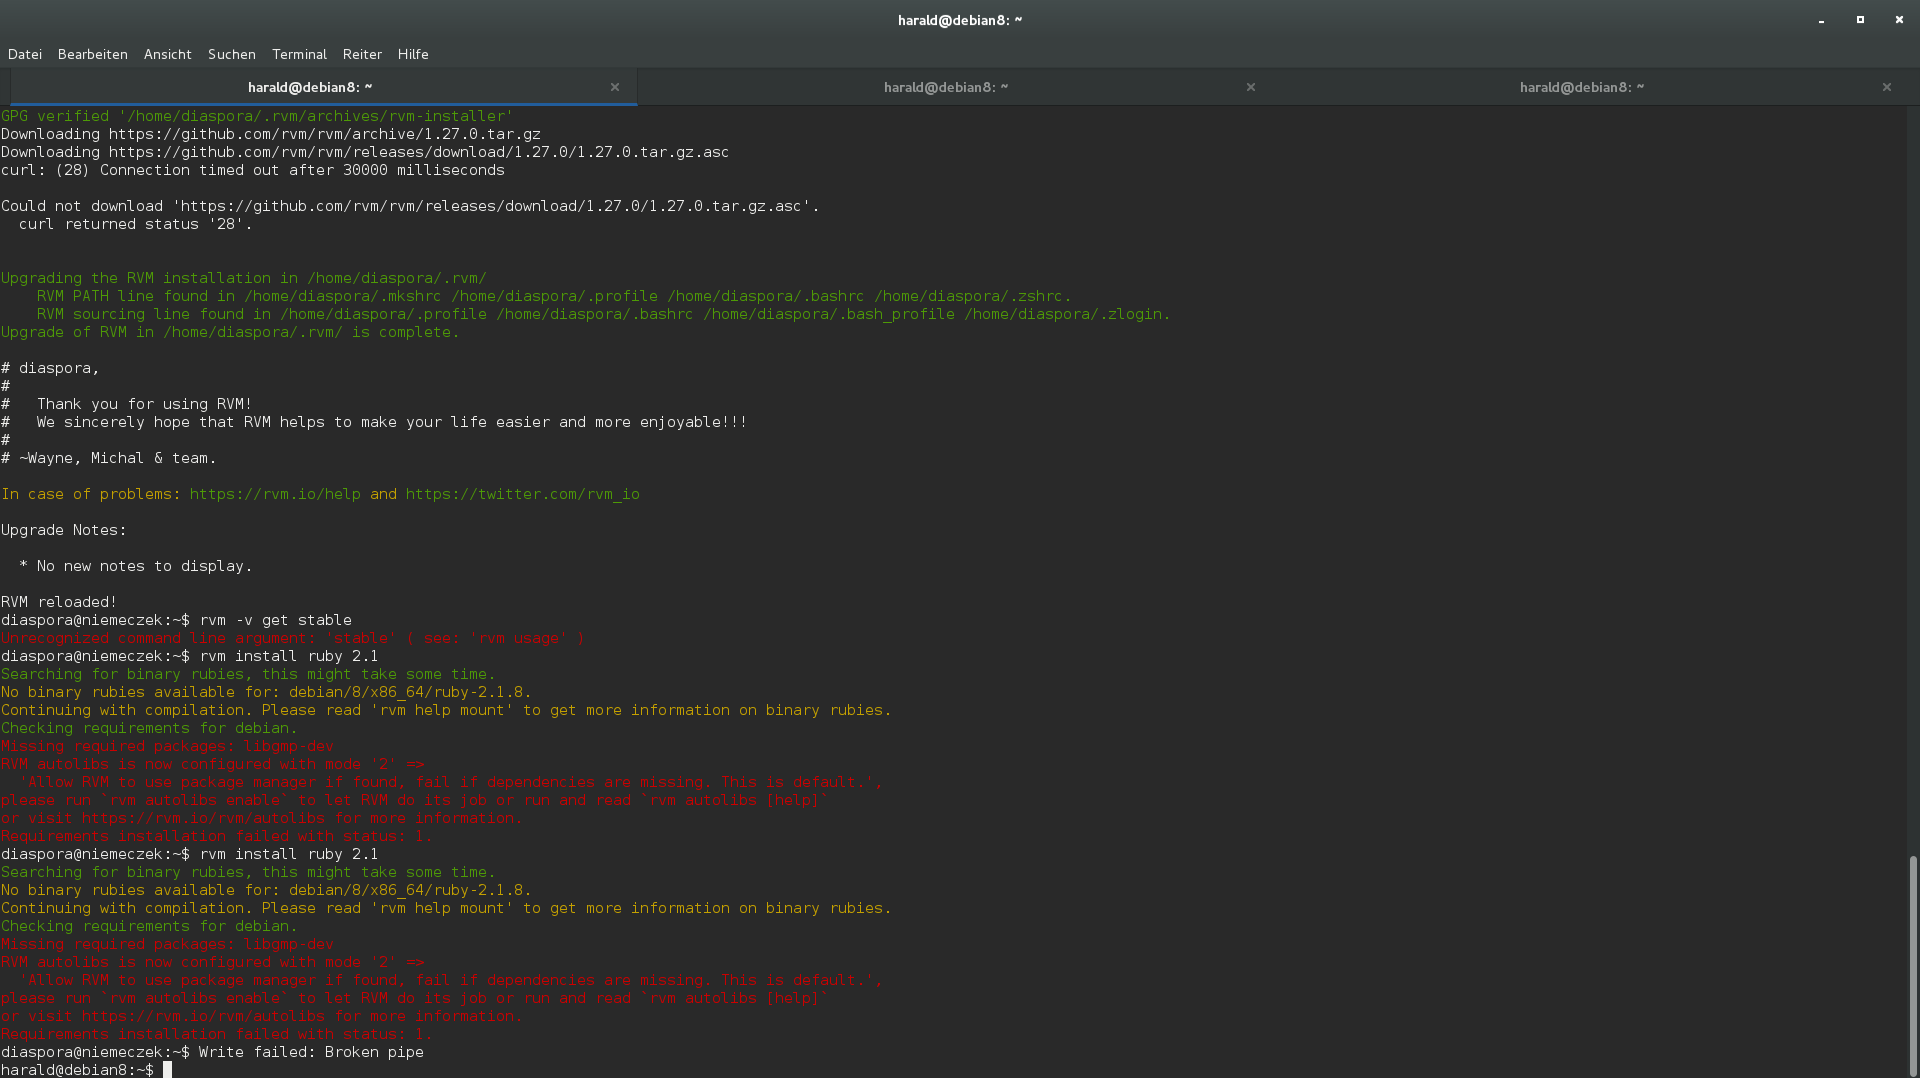 harald@debian8: ~
Datei Bearbeiten Ansicht Suchen Terminal Reiter Hilfe
harald@debian8: ~ × harald@debian8: ~ × harald@debian8: ~ ×
GPG verified '/home/diaspora/.rvm/archives/rvm-installer'
Downloading https://github.com/rvm/rvm/archive/1.27.0.tar.gz
Downloading https://github.com/rvm/rvm/releases/download/1.27.0/1.27.0.tar.gz.asc
curl: (28) Connection timed out after 30000 milliseconds
Could not download 'https://github.com/rvm/rvm/releases/download/1.27.0/1.27.0.tar.gz.asc'.
  curl returned status '28'.
Upgrading the RVM installation in /home/diaspora/.rvm/
    RVM PATH line found in /home/diaspora/.mkshrc /home/diaspora/.profile /home/diaspora/.bashrc /home/diaspora/.zshrc.
    RVM sourcing line found in /home/diaspora/.profile /home/diaspora/.bashrc /home/diaspora/.bash_profile /home/diaspora/.zlogin.
Upgrade of RVM in /home/diaspora/.rvm/ is complete.
# diaspora,
#
#   Thank you for using RVM!
#   We sincerely hope that RVM helps to make your life easier and more enjoyable!!!
#
# ~Wayne, Michal & team.
In case of problems: https://rvm.io/help and https://twitter.com/rvm_io
Upgrade Notes:
  * No new notes to display.
RVM reloaded!
diaspora@niemeczek:~$ rvm -v get stable
Unrecognized command line argument: 'stable' ( see: 'rvm usage' )
diaspora@niemeczek:~$ rvm install ruby 2.1
Searching for binary rubies, this might take some time.
No binary rubies available for: debian/8/x86_64/ruby-2.1.8.
Continuing with compilation. Please read 'rvm help mount' to get more information on binary rubies.
Checking requirements for debian.
Missing required packages: libgmp-dev
RVM autolibs is now configured with mode '2' =>
  'Allow RVM to use package manager if found, fail if dependencies are missing. This is default.',
please run `rvm autolibs enable` to let RVM do its job or run and read `rvm autolibs [help]`
or visit https://rvm.io/rvm/autolibs for more information.
Requirements installation failed with status: 1.
diaspora@niemeczek:~$ rvm install ruby 2.1
Searching for binary rubies, this might take some time.
No binary rubies available for: debian/8/x86_64/ruby-2.1.8.
Continuing with compilation. Please read 'rvm help mount' to get more information on binary rubies.
Checking requirements for debian.
Missing required packages: libgmp-dev
RVM autolibs is now configured with mode '2' =>
  'Allow RVM to use package manager if found, fail if dependencies are missing. This is default.',
please run `rvm autolibs enable` to let RVM do its job or run and read `rvm autolibs [help]`
or visit https://rvm.io/rvm/autolibs for more information.
Requirements installation failed with status: 1.
diaspora@niemeczek:~$ Write failed: Broken pipe
harald@debian8:~$